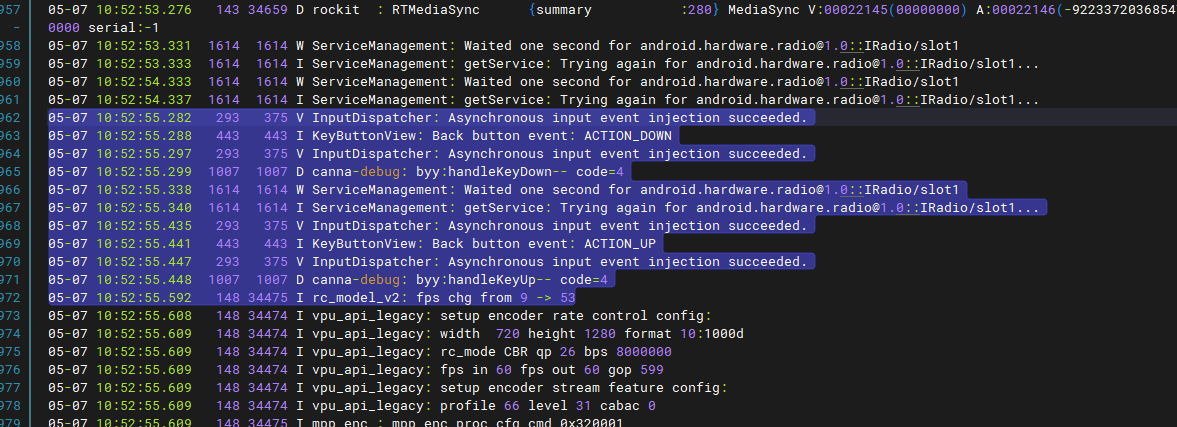 957 05-07 10:52:53.276 143 34659 D rockit : RTMediaSync {summary :280} MediaSync V:00022145(00000000) A:00022146(-9223372036854
- 0000 serial:-1
958 05-07 10:52:53.331 1614 1614 W ServiceManagement: Waited one second for android.hardware.radio@1.0::IRadio/slot1
959 05-07 10:52:53.333 1614 1614 I ServiceManagement: getService: Trying again for android.hardware.radio@1.0::IRadio/slot1...
960 05-07 10:52:54.333 1614 1614 W ServiceManagement: Waited one second for android.hardware.radio@1.0::IRadio/slot1
961 05-07 10:52:54.337 1614 1614 I ServiceManagement: getService: Trying again for android.hardware.radio@1.0::IRadio/slot1...
962 05-07 10:52:55.282 293 375 V InputDispatcher: Asynchronous input event injection succeeded.
963 05-07 10:52:55.288 443 443 I KeyButtonView: Back button event: ACTION_DOWN
964 05-07 10:52:55.297 293 375 V InputDispatcher: Asynchronous input event injection succeeded.
965 05-07 10:52:55.299 1007 1007 D canna-debug: byy:handleKeyDown-- code=4
966 05-07 10:52:55.338 1614 1614 W ServiceManagement: Waited one second for android.hardware.radio@1.0::IRadio/slot1
967 05-07 10:52:55.340 1614 1614 I ServiceManagement: getService: Trying again for android.hardware.radio@1.0::IRadio/slot1...
968 05-07 10:52:55.435 293 375 V InputDispatcher: Asynchronous input event injection succeeded.
969 05-07 10:52:55.441 443 443 I KeyButtonView: Back button event: ACTION_UP
970 05-07 10:52:55.447 293 375 V InputDispatcher: Asynchronous input event injection succeeded.
971 05-07 10:52:55.448 1007 1007 D canna-debug: byy:handleKeyUp-- code=4
972 05-07 10:52:55.592 148 34475 I rc_model_v2: fps chg from 9 -> 53
973 05-07 10:52:55.608 148 34474 I vpu_api_legacy: setup encoder rate control config:
974 05-07 10:52:55.609 148 34474 I vpu_api_legacy: width 720 height 1280 format 10:1000d
975 05-07 10:52:55.609 148 34474 I vpu_api_legacy: rc_mode CBR qp 26 bps 8000000
976 05-07 10:52:55.609 148 34474 I vpu_api_legacy: fps in 60 fps out 60 gop 599
977 05-07 10:52:55.609 148 34474 I vpu_api_legacy: setup encoder stream feature config:
978 05-07 10:52:55.609 148 34474 I vpu_api_legacy: profile 66 level 31 cabac 0
979 05-07 10:52:55.609 148 34475 I mpp_enc : mpp_enc_proc_cfg cmd 0x320001